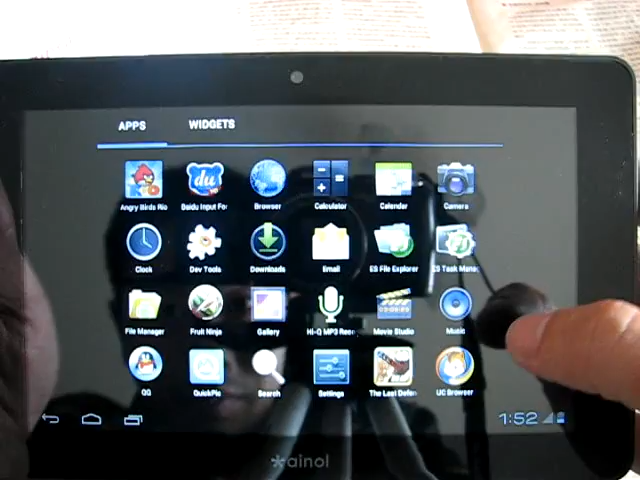 APPS WIDGETS
Angry Birds Rio Baidu Input For Browser Calculator Calendar Camera
Clock Dev Tools Downloads Email ES File Explorer ES Task Mana
File Manager Fruit Ninja Gallery Hi-Q MP3 Reco Movie Studio Music
QQ QuickPic Search Settings The Last Defen UC Browser
1:52
ainol